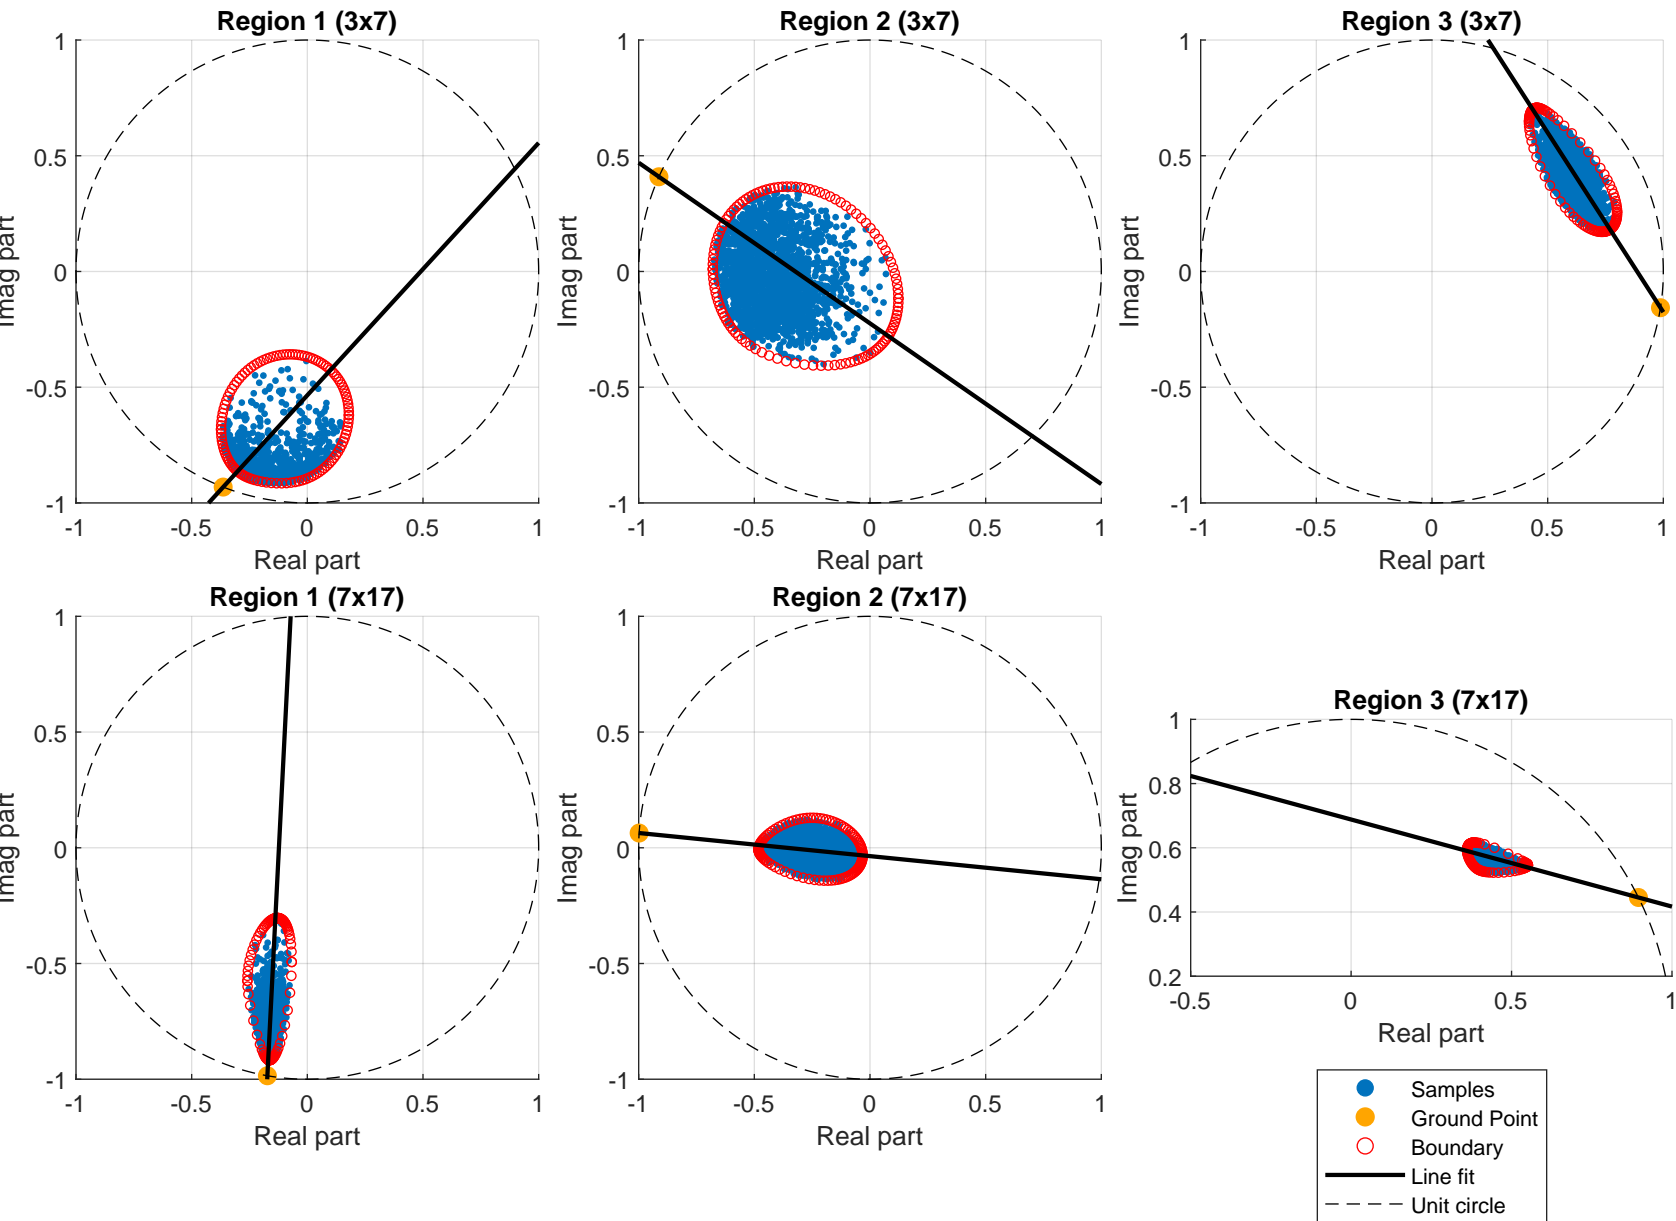 Region 1 (3x7)
1
0.5
0
-0.5
-1
-1 -0.5 0 0.5 1
Real part
Imag part
Region 2 (3x7)
1
0.5
0
-0.5
-1
-1 -0.5 0 0.5 1
Real part
Imag part
Region 3 (3x7)
1
0.5
0
-0.5
-1
-1 -0.5 0 0.5 1
Real part
Imag part
Region 1 (7x17)
1
0.5
0
-0.5
-1
-1 -0.5 0 0.5 1
Real part
Imag part
Region 2 (7x17)
1
0.5
0
-0.5
-1
-1 -0.5 0 0.5 1
Real part
Imag part
Region 3 (7x17)
1
0.8
0.6
0.4
0.2
-0.5 0 0.5 1
Real part
Imag part
Samples
Ground Point
Boundary
Line fit
Unit circle